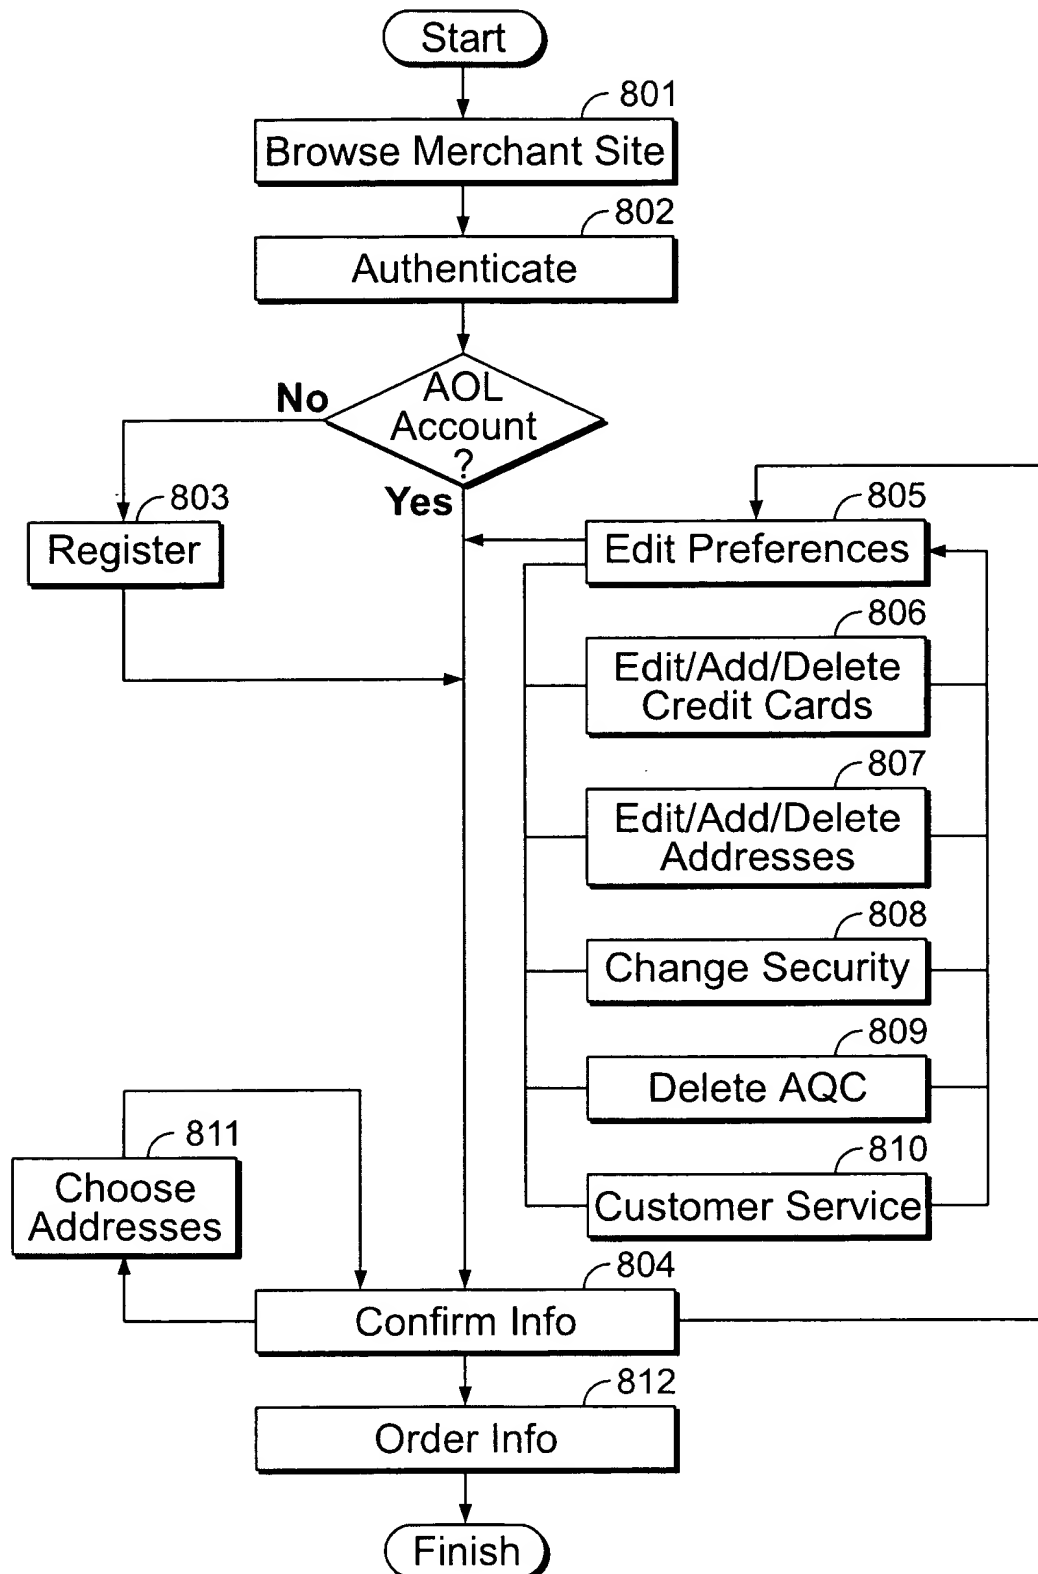 Start
801
Browse Merchant Site
802
Authenticate
AOL
Account
?
No
Yes
803
Register
805
Edit Preferences
806
Edit/Add/Delete
Credit Cards
807
Edit/Add/Delete
Addresses
808
Change Security
809
Delete AQC
810
Customer Service
811
Choose
Addresses
804
Confirm Info
812
Order Info
Finish